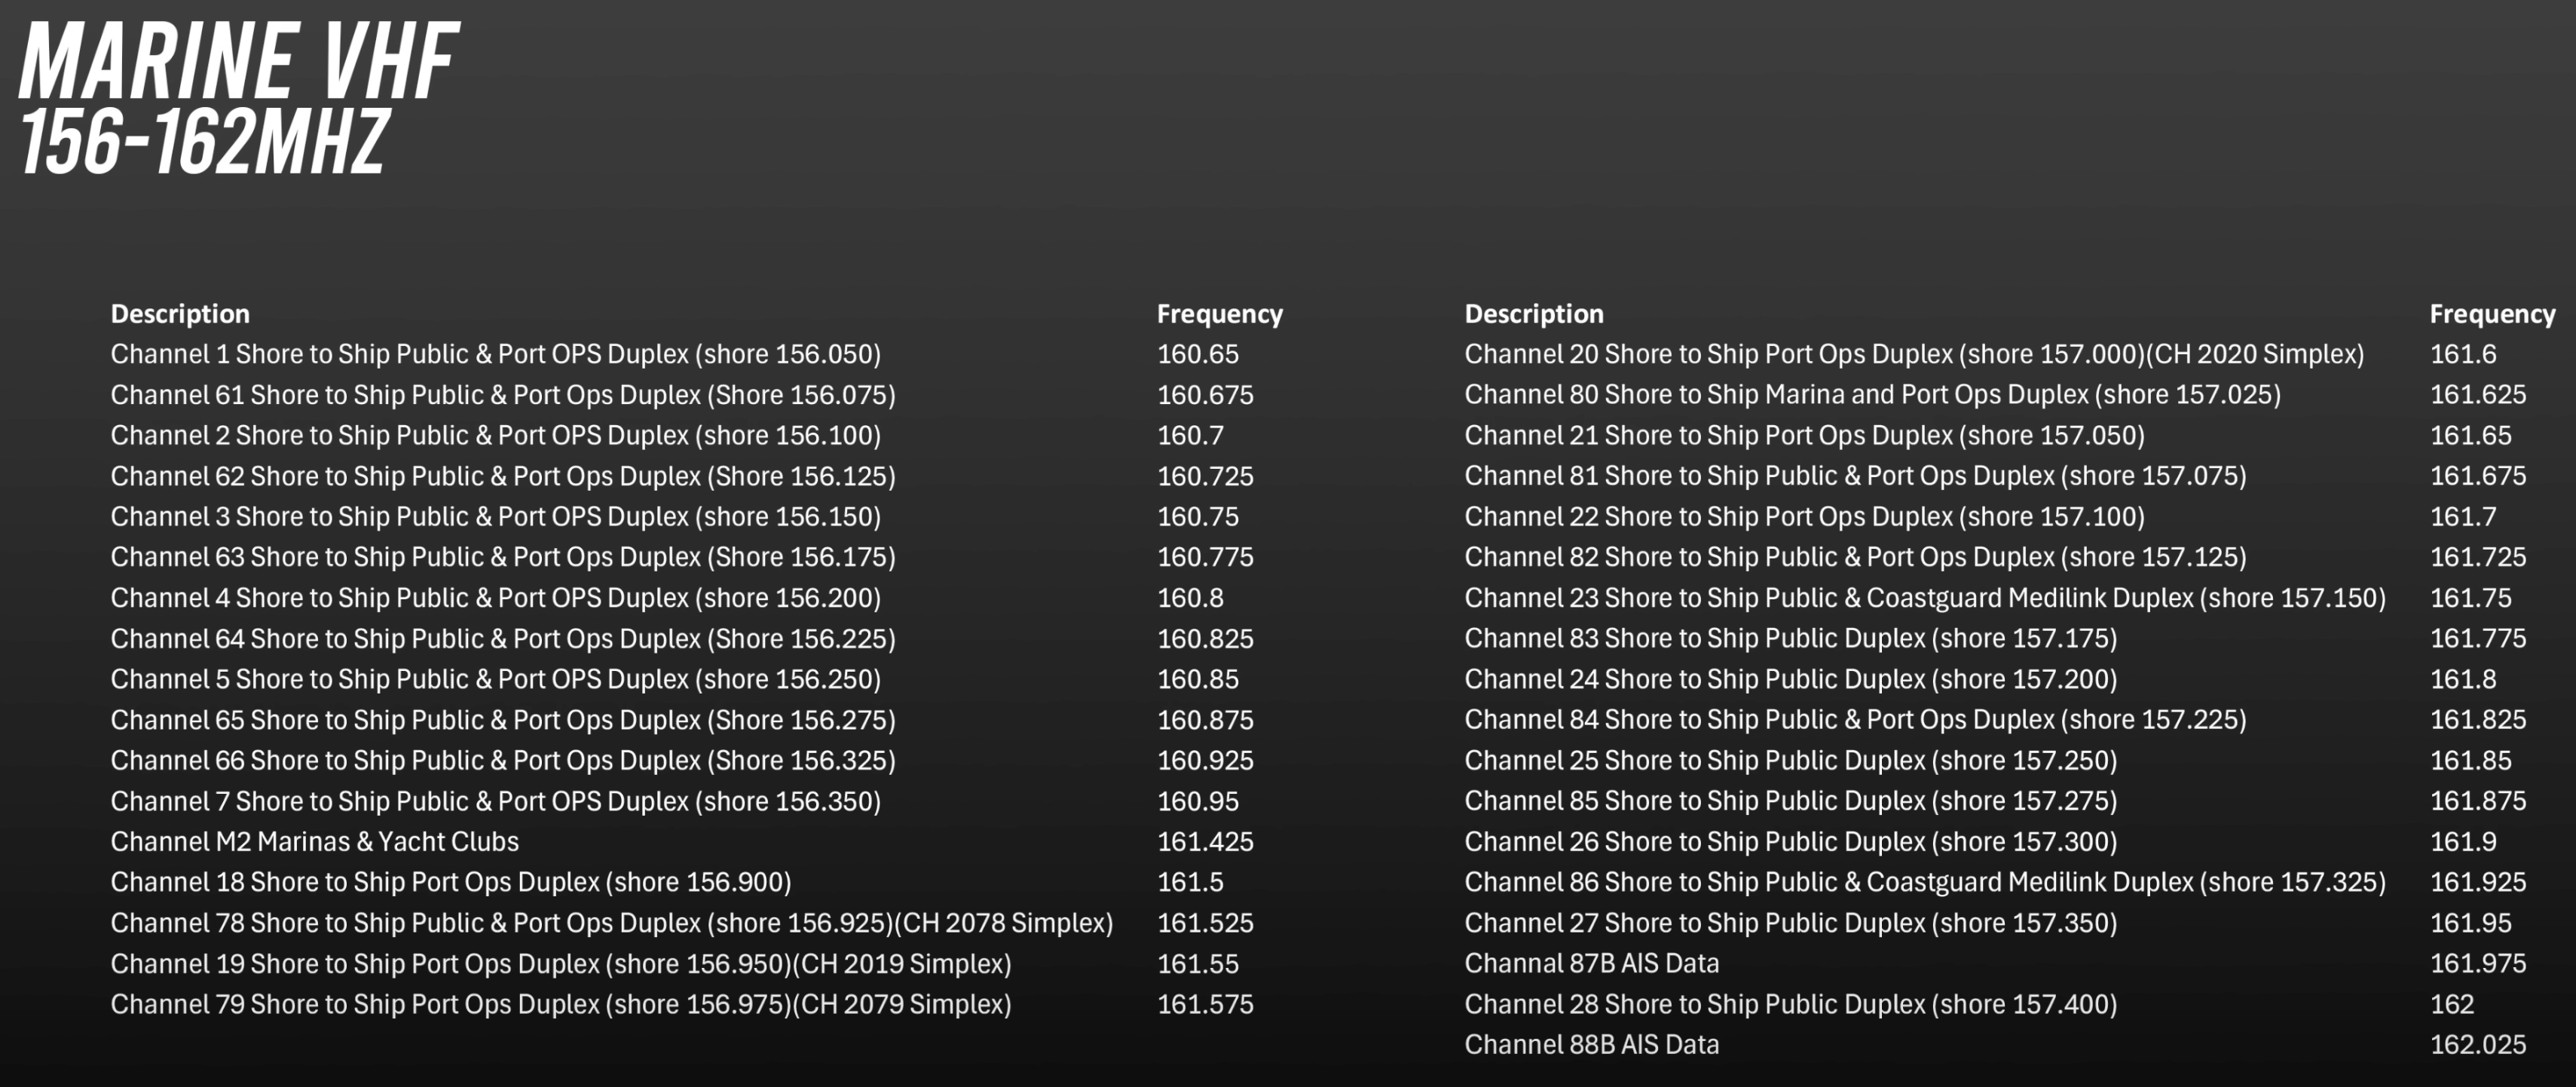 MARINE VHF
156-162MHZ
Description Frequency
Channel 1 Shore to Ship Public & Port OPS Duplex (shore 156.050) 160.65
Channel 61 Shore to Ship Public & Port Ops Duplex (Shore 156.075) 160.675
Channel 2 Shore to Ship Public & Port OPS Duplex (shore 156.100) 160.7
Channel 62 Shore to Ship Public & Port Ops Duplex (Shore 156.125) 160.725
Channel 3 Shore to Ship Public & Port OPS Duplex (shore 156.150) 160.75
Channel 63 Shore to Ship Public & Port Ops Duplex (Shore 156.175) 160.775
Channel 4 Shore to Ship Public & Port OPS Duplex (shore 156.200) 160.8
Channel 64 Shore to Ship Public & Port Ops Duplex (Shore 156.225) 160.825
Channel 5 Shore to Ship Public & Port OPS Duplex (shore 156.250) 160.85
Channel 65 Shore to Ship Public & Port Ops Duplex (Shore 156.275) 160.875
Channel 66 Shore to Ship Public & Port Ops Duplex (Shore 156.325) 160.925
Channel 7 Shore to Ship Public & Port OPS Duplex (shore 156.350) 160.95
Channel M2 Marinas & Yacht Clubs 161.425
Channel 18 Shore to Ship Port Ops Duplex (shore 156.900) 161.5
Channel 78 Shore to Ship Public & Port Ops Duplex (shore 156.925)(CH 2078 Simplex) 161.525
Channel 19 Shore to Ship Port Ops Duplex (shore 156.950)(CH 2019 Simplex) 161.55
Channel 79 Shore to Ship Port Ops Duplex (shore 156.975)(CH 2079 Simplex) 161.575
Description Frequency
Channel 20 Shore to Ship Port Ops Duplex (shore 157.000)(CH 2020 Simplex) 161.6
Channel 80 Shore to Ship Marina and Port Ops Duplex (shore 157.025) 161.625
Channel 21 Shore to Ship Port Ops Duplex (shore 157.050) 161.65
Channel 81 Shore to Ship Public & Port Ops Duplex (shore 157.075) 161.675
Channel 22 Shore to Ship Port Ops Duplex (shore 157.100) 161.7
Channel 82 Shore to Ship Public & Port Ops Duplex (shore 157.125) 161.725
Channel 23 Shore to Ship Public & Coastguard Medilink Duplex (shore 157.150) 161.75
Channel 83 Shore to Ship Public Duplex (shore 157.175) 161.775
Channel 24 Shore to Ship Public Duplex (shore 157.200) 161.8
Channel 84 Shore to Ship Public & Port Ops Duplex (shore 157.225) 161.825
Channel 25 Shore to Ship Public Duplex (shore 157.250) 161.85
Channel 85 Shore to Ship Public Duplex (shore 157.275) 161.875
Channel 26 Shore to Ship Public Duplex (shore 157.300) 161.9
Channel 86 Shore to Ship Public & Coastguard Medilink Duplex (shore 157.325) 161.925
Channel 27 Shore to Ship Public Duplex (shore 157.350) 161.95
Channal 87B AIS Data 161.975
Channel 28 Shore to Ship Public Duplex (shore 157.400) 162
Channel 88B AIS Data 162.025